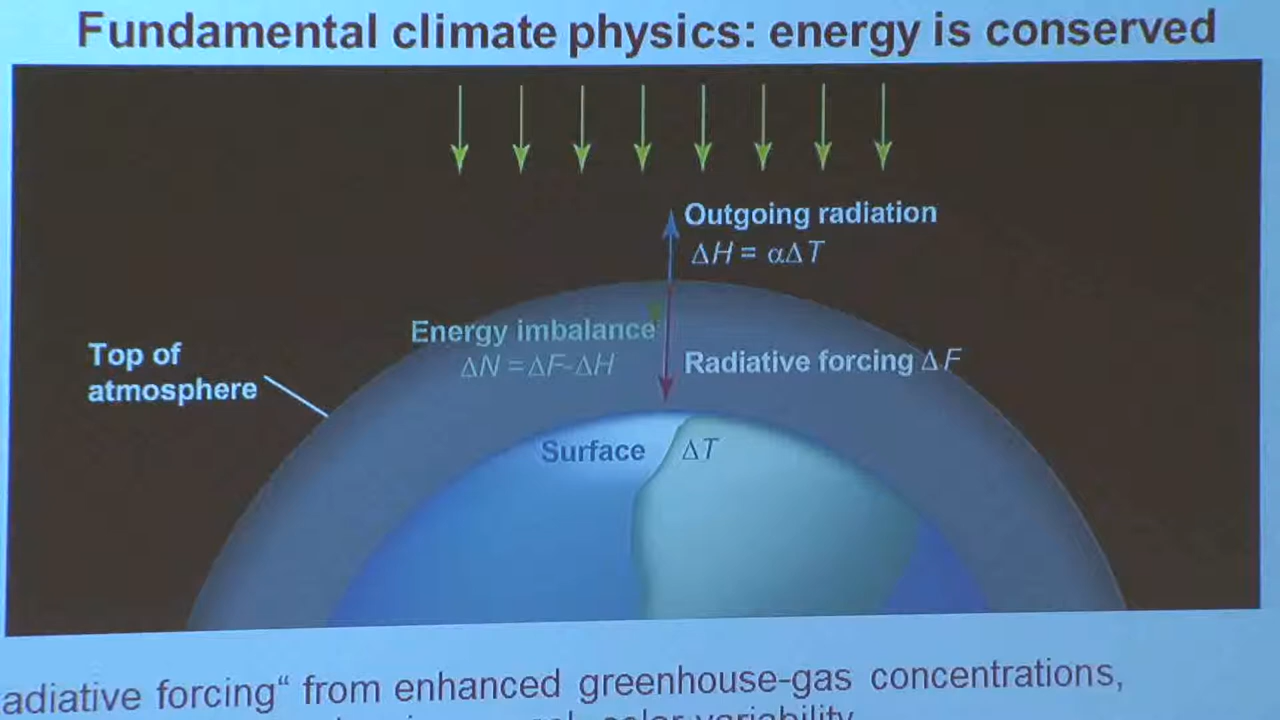 Fundamental climate physics: energy is conserved
Outgoing radiation
ΔH = αΔT
Energy imbalance
ΔN = ΔF-ΔH
Radiative forcing ΔF
Top of
atmosphere
Surface ΔT
adiative forcing“ from enhanced greenhouse-gas concentrations,
variability